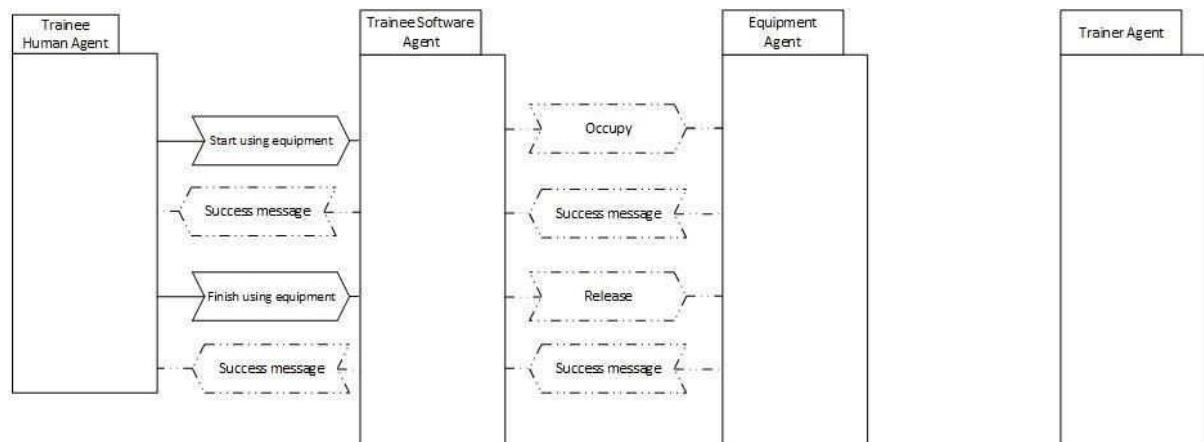 Trainee
Human Agent
Trainee Software
Agent
Equipment
Agent
Trainer Agent
Start using equipment
Occupy
Success message
Success message
Finish using equipment
Release
Success message
Success message